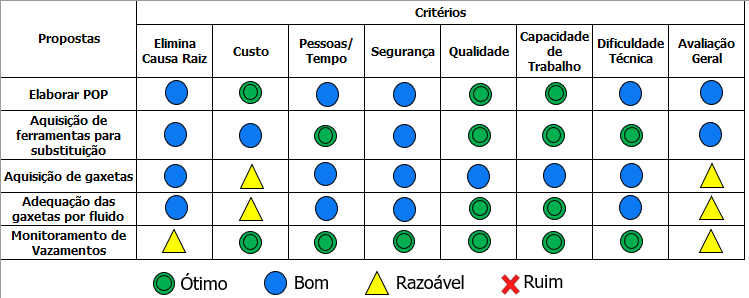 Propostas
Critérios
Elimina
Causa Raiz
Custo
Pessoas/
Tempo
Segurança
Qualidade
Capacidade
de
Trabalho
Dificuldade
Técnica
Avaliação
Geral
Elaborar POP
Aquisição de
ferramentas para
substituição
Aquisição de gaxetas
Adequação das
gaxetas por fluido
Monitoramento de
Vazamentos
Ótimo
Bom
Razoável
Ruim